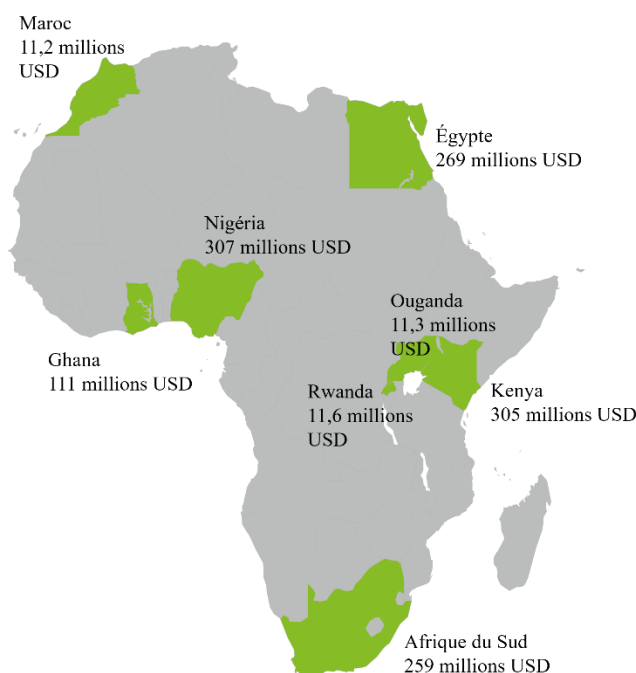 Maroc
11,2 millions
USD
Égypte
269 millions USD
Nigéria
307 millions USD
Ouganda
11,3 millions
USD
Ghana
111 millions USD
Rwanda
11,6 millions
USD
Kenya
305 millions USD
Afrique du Sud
259 millions USD